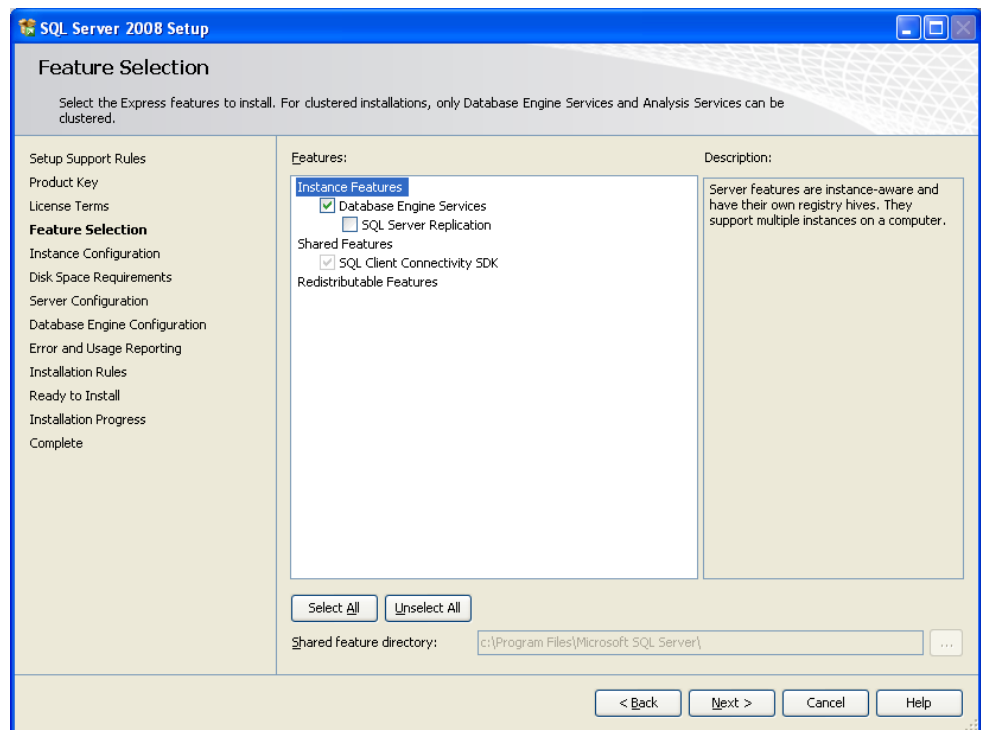 SQL Server 2008 Setup
Feature Selection
Select the Express features to install. For clustered installations, only Database Engine Services and Analysis Services can be
clustered.
Setup Support Rules
Product Key
License Terms
Feature Selection
Instance Configuration
Disk Space Requirements
Server Configuration
Database Engine Configuration
Error and Usage Reporting
Installation Rules
Ready to Install
Installation Progress
Complete
Features:
Instance Features
Database Engine Services
SQL Server Replication
Shared Features
SQL Client Connectivity SDK
Redistributable Features
Description:
Server features are instance-aware and
have their own registry hives. They
support multiple instances on a computer.
Select All
Unselect All
Shared feature directory:
c:\Program Files\Microsoft SQL Server\
...
< Back
Next >
Cancel
Help